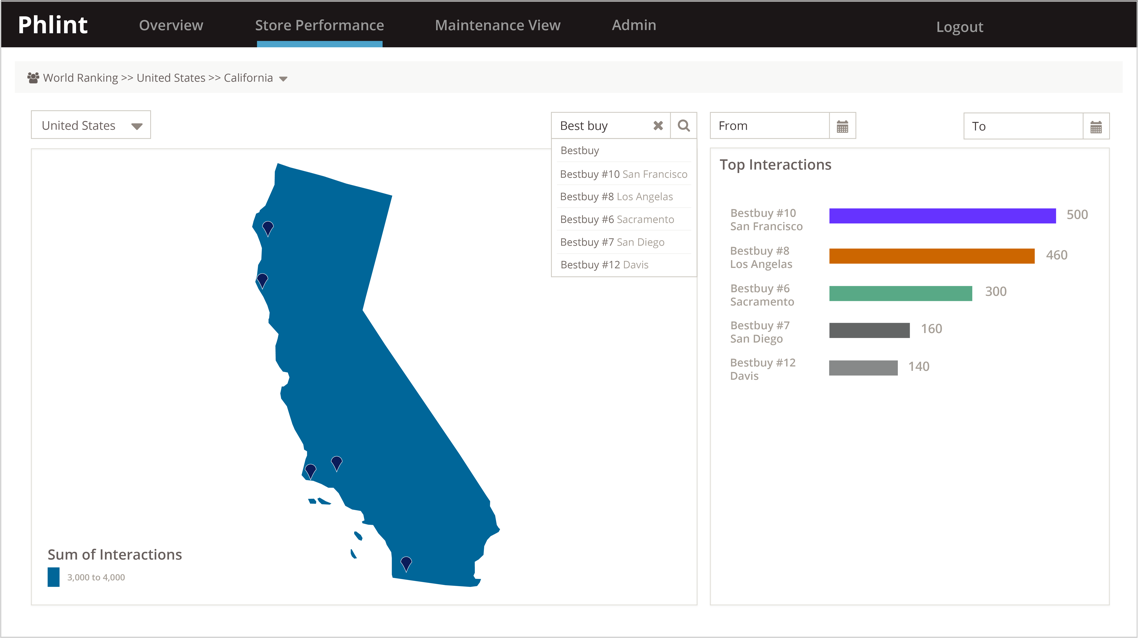 Phlint Overview Store Performance Maintenance View Admin Logout
World Ranking >> United States >> California
United States
Best buy
Bestbuy
Bestbuy #10 San Francisco
Bestbuy #8 Los Angelas
Bestbuy #6 Sacramento
Bestbuy #7 San Diego
Bestbuy #12 Davis
From
To
Sum of Interactions
3,000 to 4,000
Top Interactions
Bestbuy #10
San Francisco
500
Bestbuy #8
Los Angelas
460
Bestbuy #6
Sacramento
300
Bestbuy #7
San Diego
160
Bestbuy #12
Davis
140